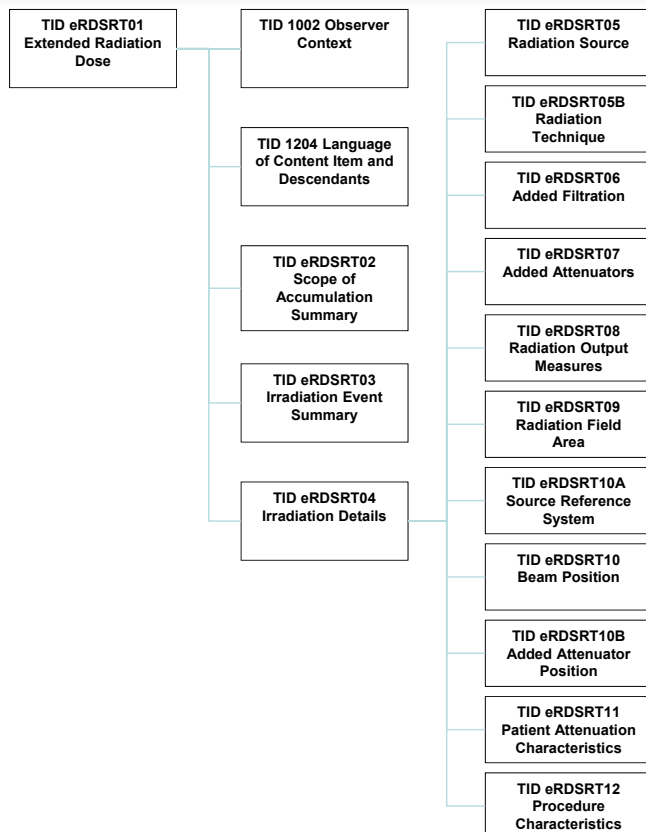 TID eRDSRT01
Extended Radiation
Dose
TID 1002 Observer
Context
TID 1204 Language
of Content Item and
Descendants
TID eRDSRT02
Scope of
Accumulation
Summary
TID eRDSRT03
Irradiation Event
Summary
TID eRDSRT04
Irradiation Details
TID eRDSRT05
Radiation Source
TID eRDSRT05B
Radiation
Technique
TID eRDSRT06
Added Filtration
TID eRDSRT07
Added Attenuators
TID eRDSRT08
Radiation Output
Measures
TID eRDSRT09
Radiation Field
Area
TID eRDSRT10A
Source Reference
System
TID eRDSRT10
Beam Position
TID eRDSRT10B
Added Attenuator
Position
TID eRDSRT11
Patient Attenuation
Characteristics
TID eRDSRT12
Procedure
Characteristics